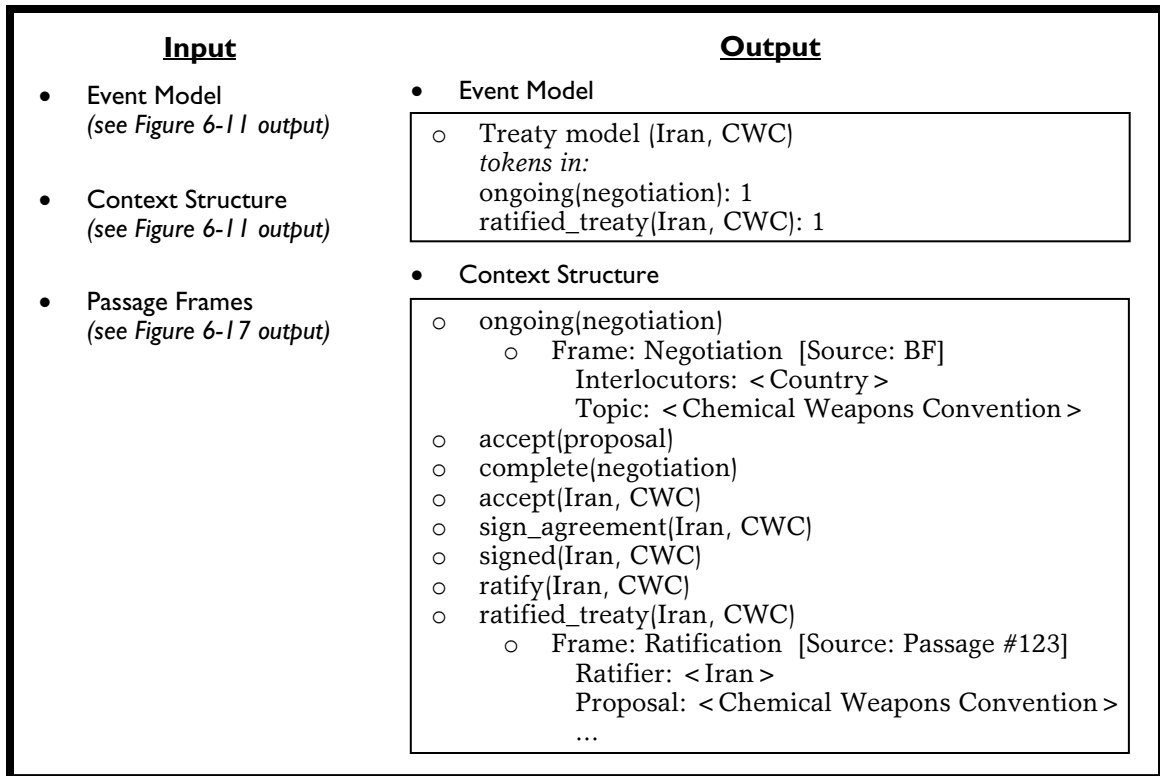 Input
• Event Model
(see Figure 6-11 output)
• Context Structure
(see Figure 6-11 output)
• Passage Frames
(see Figure 6-17 output)
Output
• Event Model
o Treaty model (Iran, CWC)
tokens in:
ongoing(negotiation): 1
ratified_treaty(Iran, CWC): 1
• Context Structure
o ongoing(negotiation)
o Frame: Negotiation [Source: BF]
Interlocutors: <Country>
Topic: <Chemical Weapons Convention>
o accept(proposal)
o complete(negotiation)
o accept(Iran, CWC)
o sign_agreement(Iran, CWC)
o signed(Iran, CWC)
o ratify(Iran, CWC)
o ratified_treaty(Iran, CWC)
o Frame: Ratification [Source: Passage #123]
Ratifier: <Iran>
Proposal: <Chemical Weapons Convention>
...